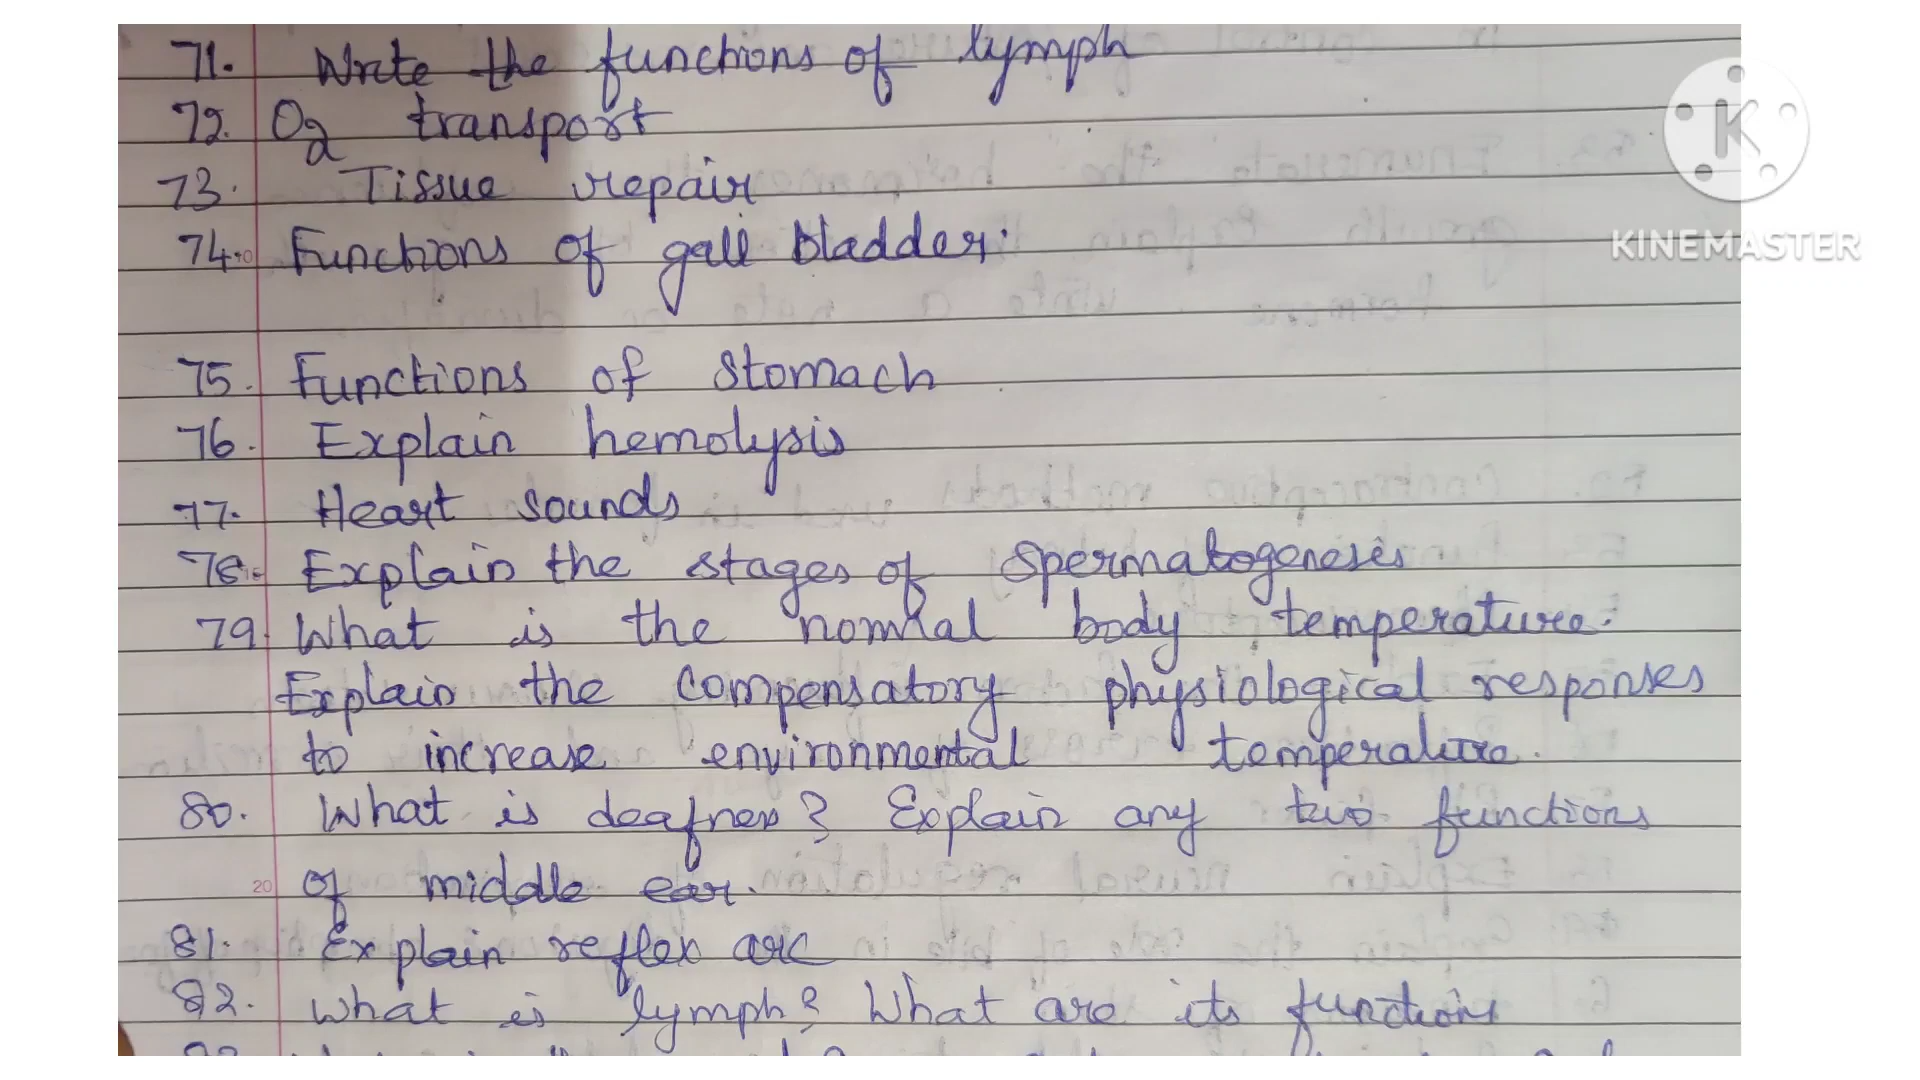 71. Write the functions of lymph
72. O2 transport
73. Tissue repair
74. Functions of gall bladder.
75. Functions of stomach
76. Explain hemolysis
77. Heart sounds
78. Explain the stages of spermatogenesis.
79. What is the normal body temperature.
Explain the compensatory physiological responses
to increase environmental temperature.
80. What is deafness? Explain any two functions
20 of middle ear.
81. Explain reflex arc
82. What is lymph? What are its functions
K
KINEMASTER